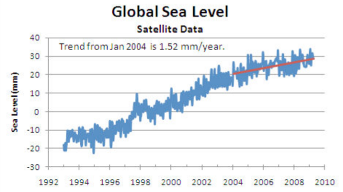 Global Sea Level
Satellite Data
Trend from Jan 2004 is 1.52 mm/year.
Sea Level(mm)
40
30
20
10
0
-10
-20
-30
1992 1994 1996 1998 2000 2002 2004 2006 2008 2010